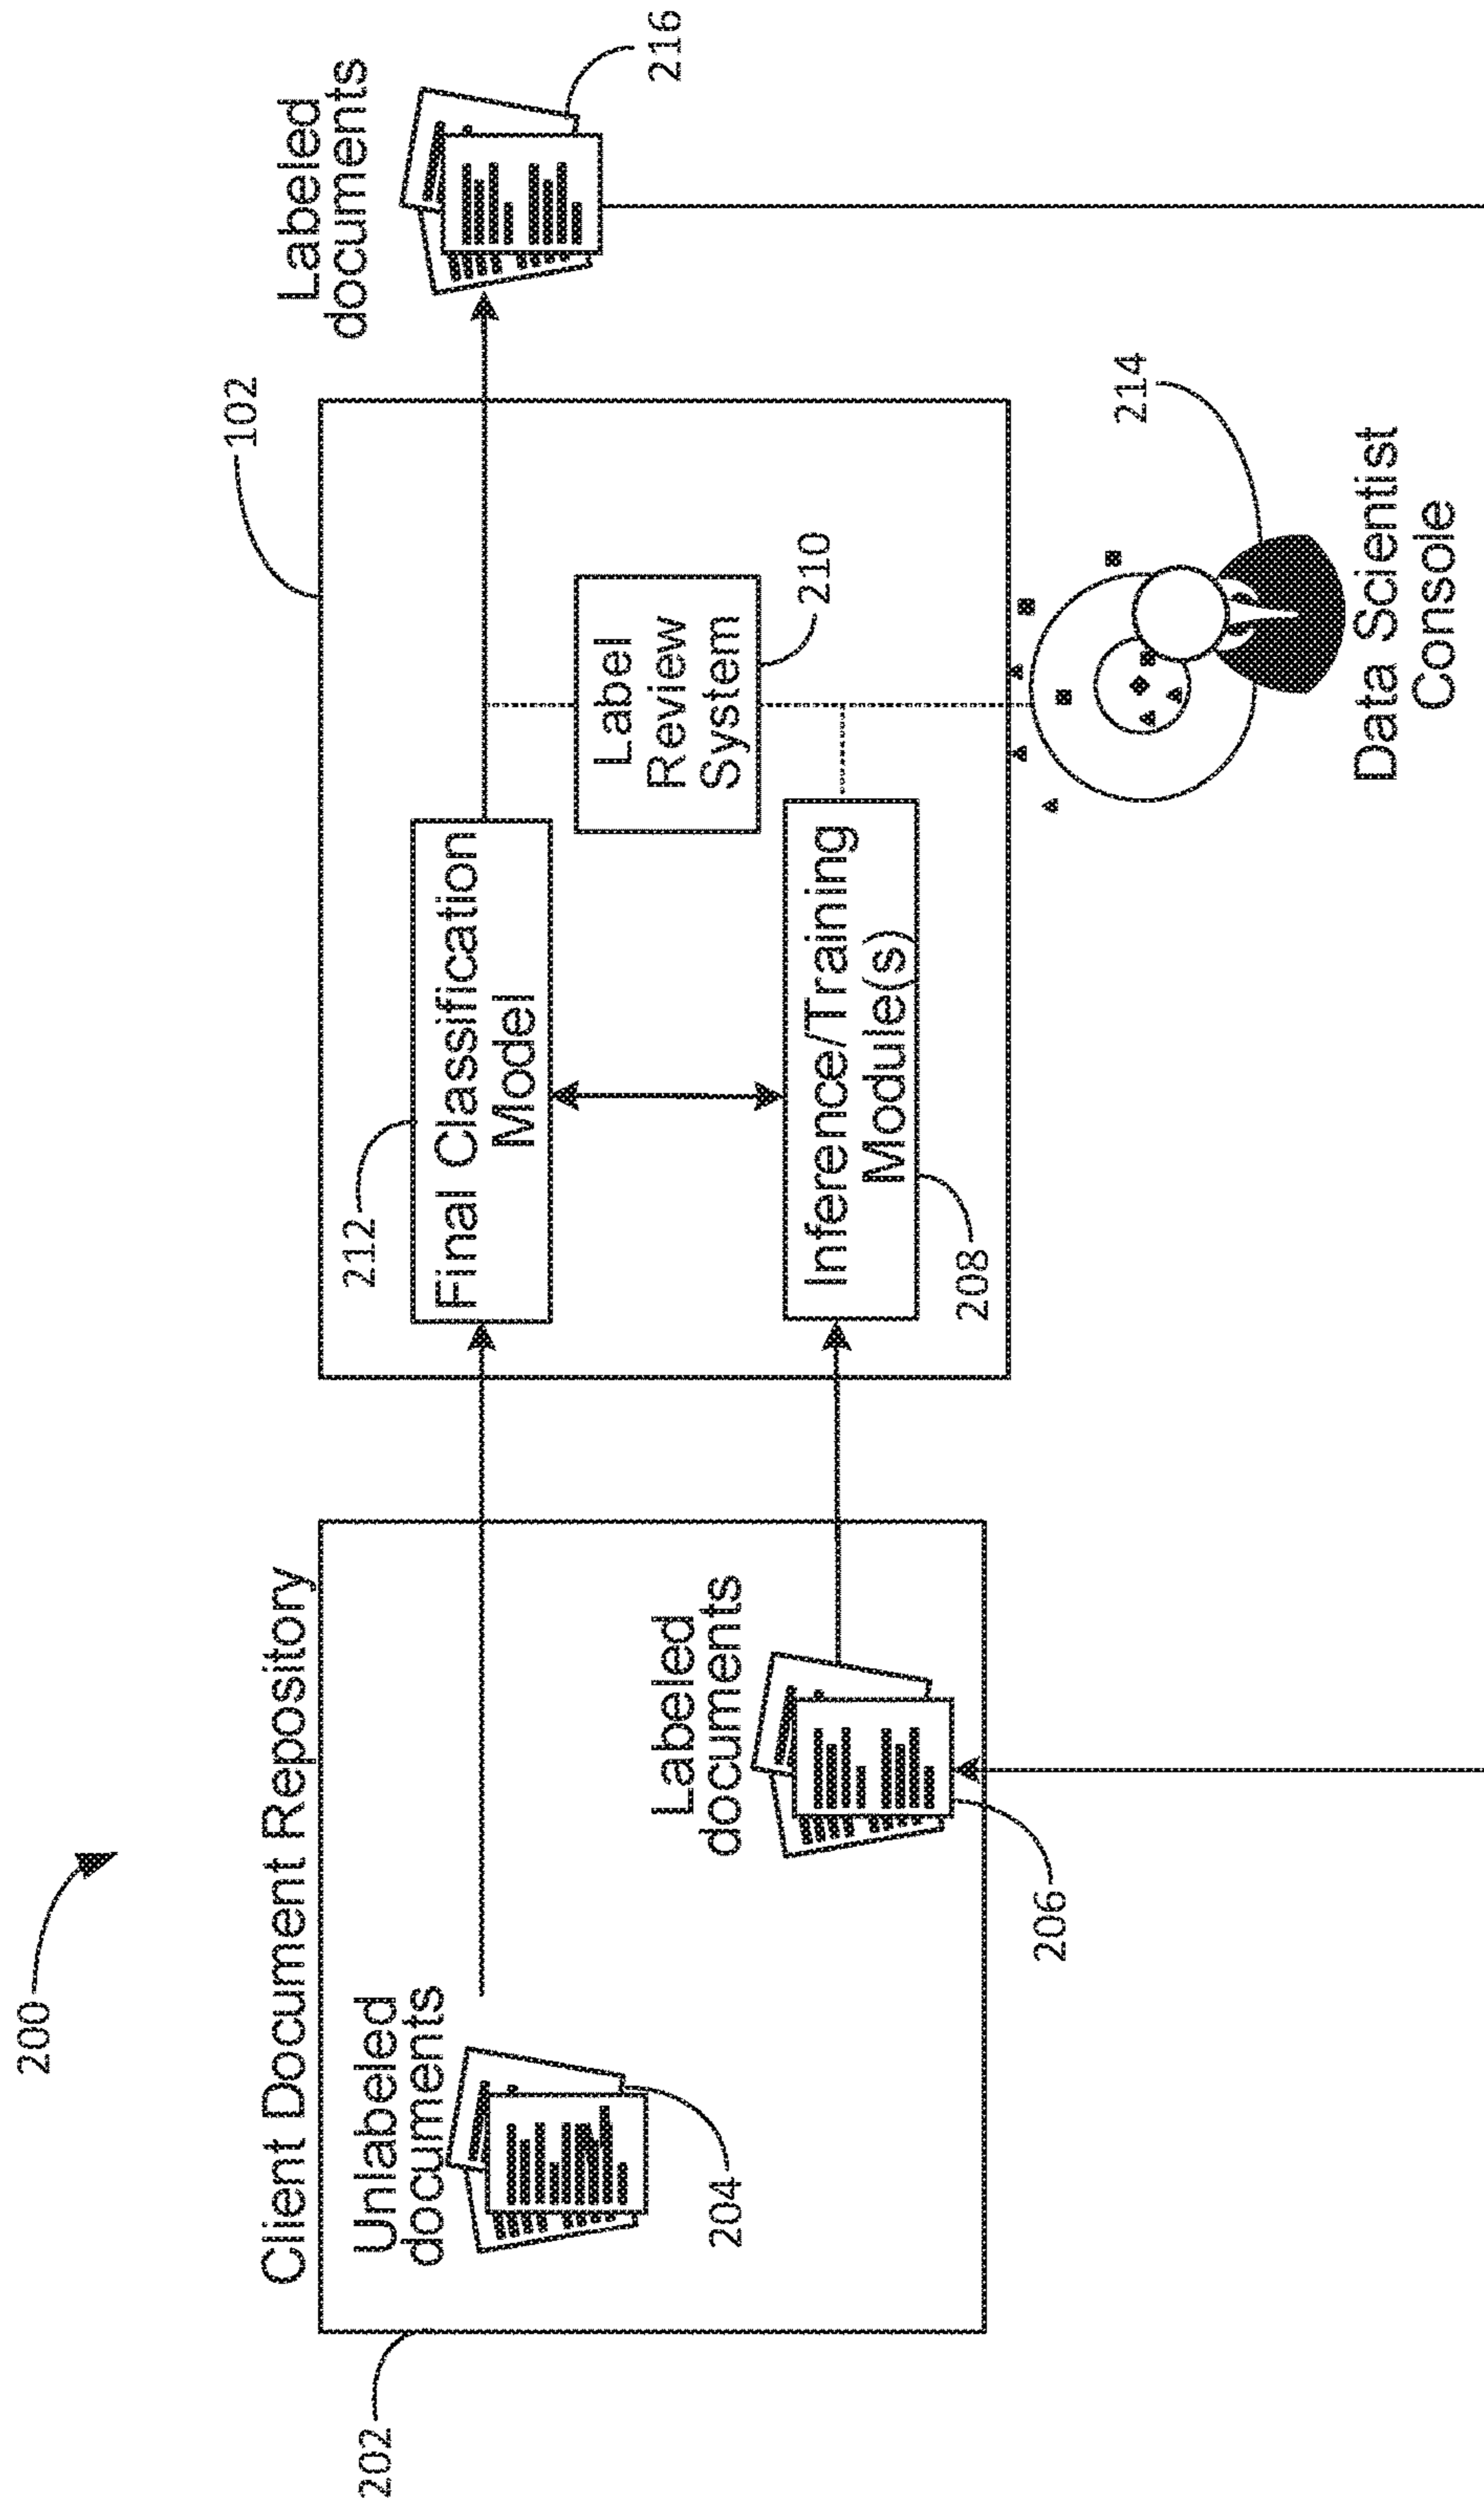 200
Client Document Repository
202
Unlabeled
documents
204
Labeled
documents
206
102
212
Final Classification
Model
Label
Review
System
210
Inference/Training
Module(s)
208
214
Data Scientist
Console
Labeled
documents
216